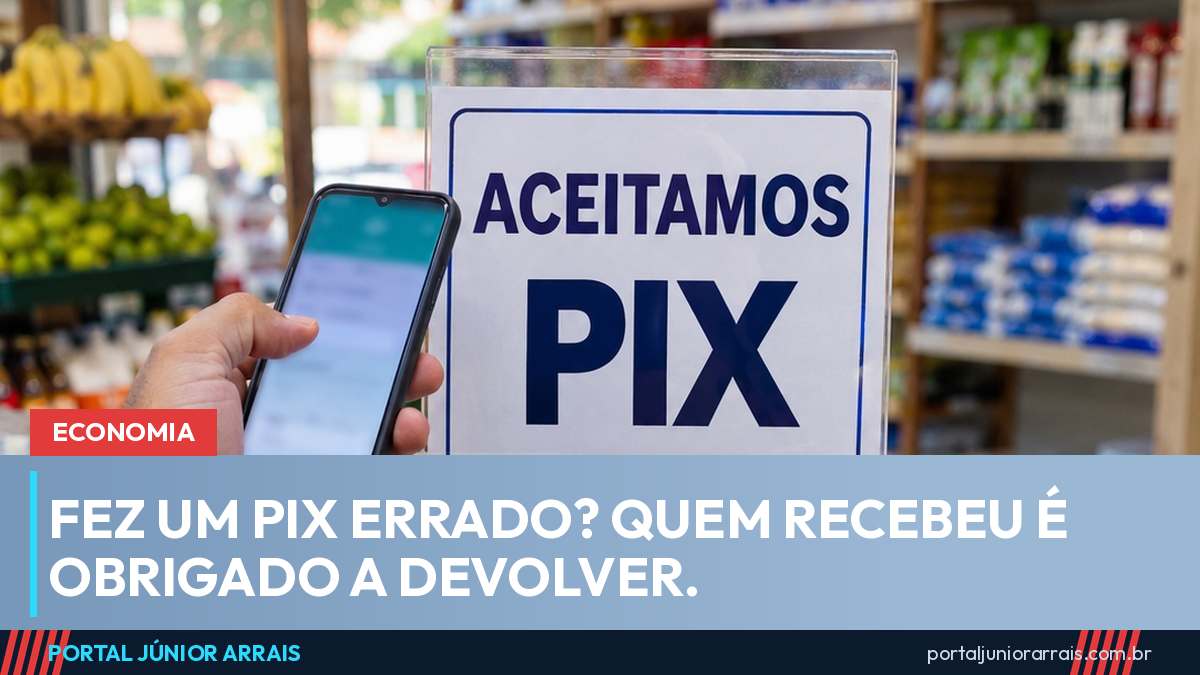 ACEITAMOS
PIX
ECONOMIA
FEZ UM PIX ERRADO? QUEM RECEBEU É
OBRIGADO A DEVOLVER.
PORTAL JÚNIOR ARRAIS
portaljuniorarrais.com.br